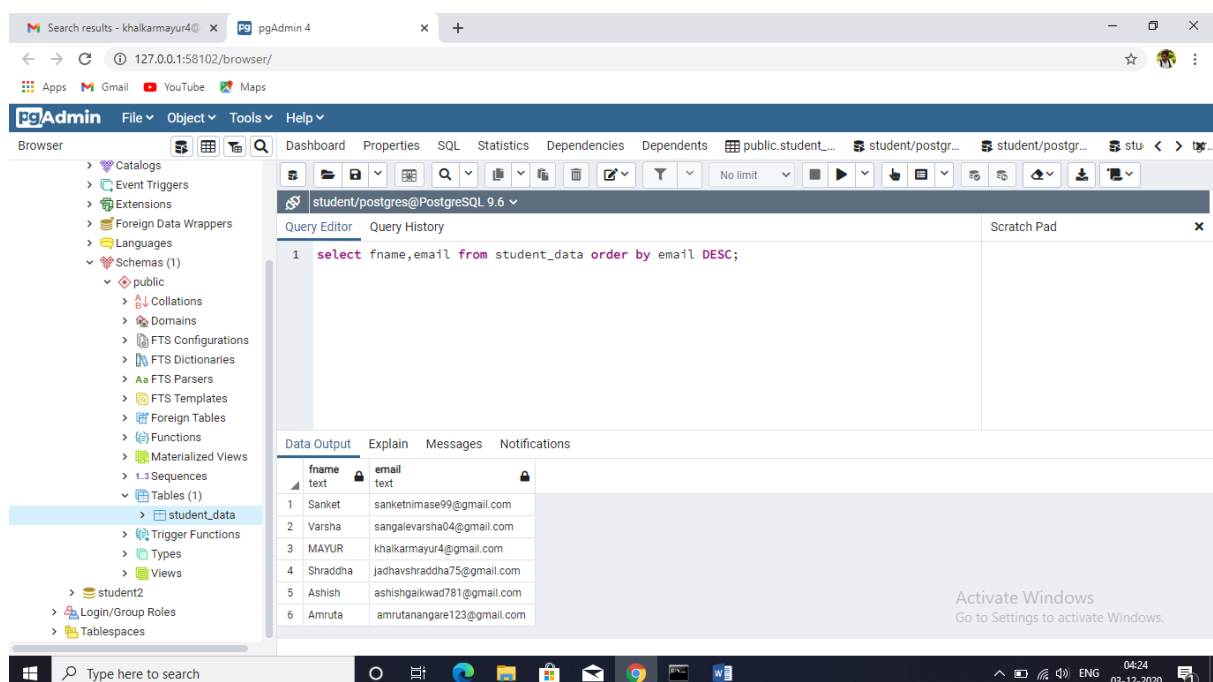 Search results - khalkarmayur4@
pgAdmin 4
127.0.0.1:58102/browser/
Apps Gmail YouTube Maps
pgAdmin File Object Tools Help
Browser
Dashboard Properties SQL Statistics Dependencies Dependents public.student_... student/postgr... student/postgr... stu
Catalogs
Event Triggers
Extensions
Foreign Data Wrappers
Languages
Schemas (1)
public
Collations
Domains
FTS Configurations
FTS Dictionaries
FTS Parsers
FTS Templates
Foreign Tables
Functions
Materialized Views
1..3 Sequences
Tables (1)
student_data
Trigger Functions
Types
Views
student2
Login/Group Roles
Tablespaces
No limit
student/postgres@PostgreSQL 9.6
Query Editor Query History
Scratch Pad
1 select fname,email from student_data order by email DESC;
Data Output Explain Messages Notifications
fname text email text
1 Sanket sanketnimase99@gmail.com
2 Varsha sangalevarsha04@gmail.com
3 MAYUR khalkarmayur4@gmail.com
4 Shraddha jadhavshraddha75@gmail.com
5 Ashish ashishgaikwad781@gmail.com
6 Amruta amrutanangare123@gmail.com
Activate Windows
Go to Settings to activate Windows.
Type here to search
ENG
04:24
03-12-2020